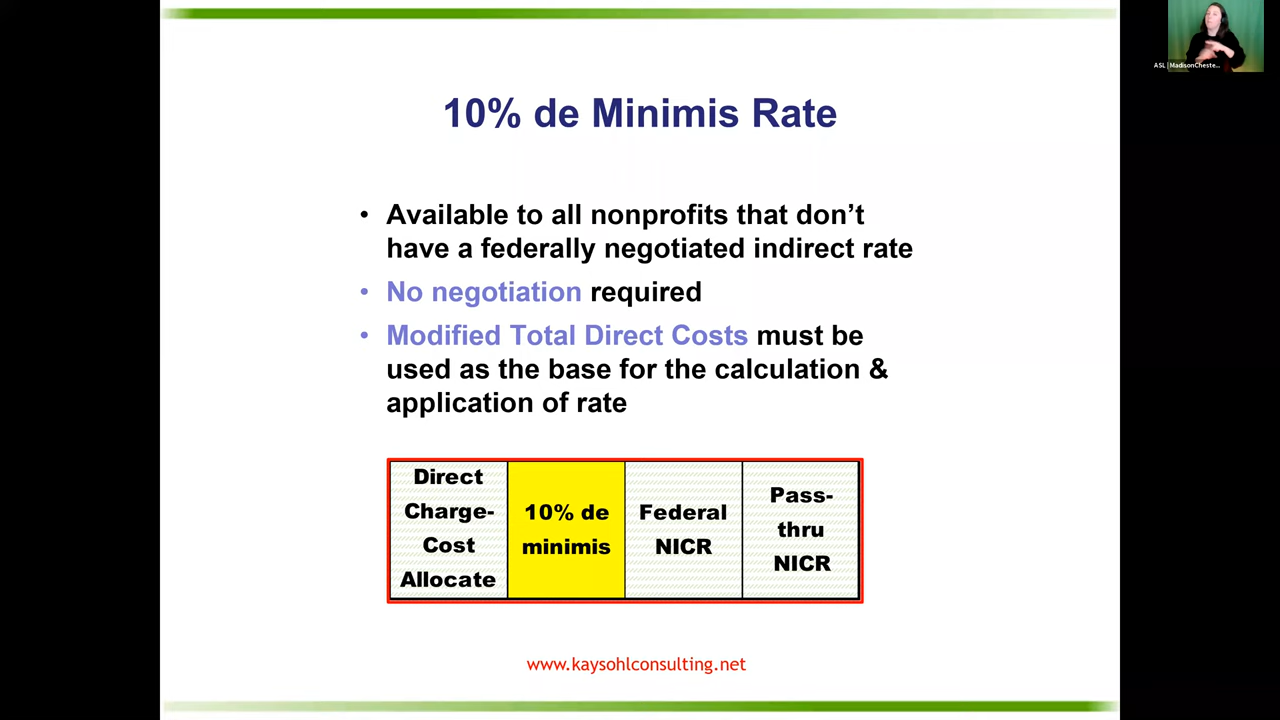 10% de Minimis Rate
• Available to all nonprofits that don’t
have a federally negotiated indirect rate
• No negotiation required
• Modified Total Direct Costs must be
used as the base for the calculation &
application of rate
Direct
Charge-
Cost
Allocate
10% de
minimis
Federal
NICR
Pass-
thru
NICR
www.kaysohlconsulting.net
ASL | MadisonCheste...